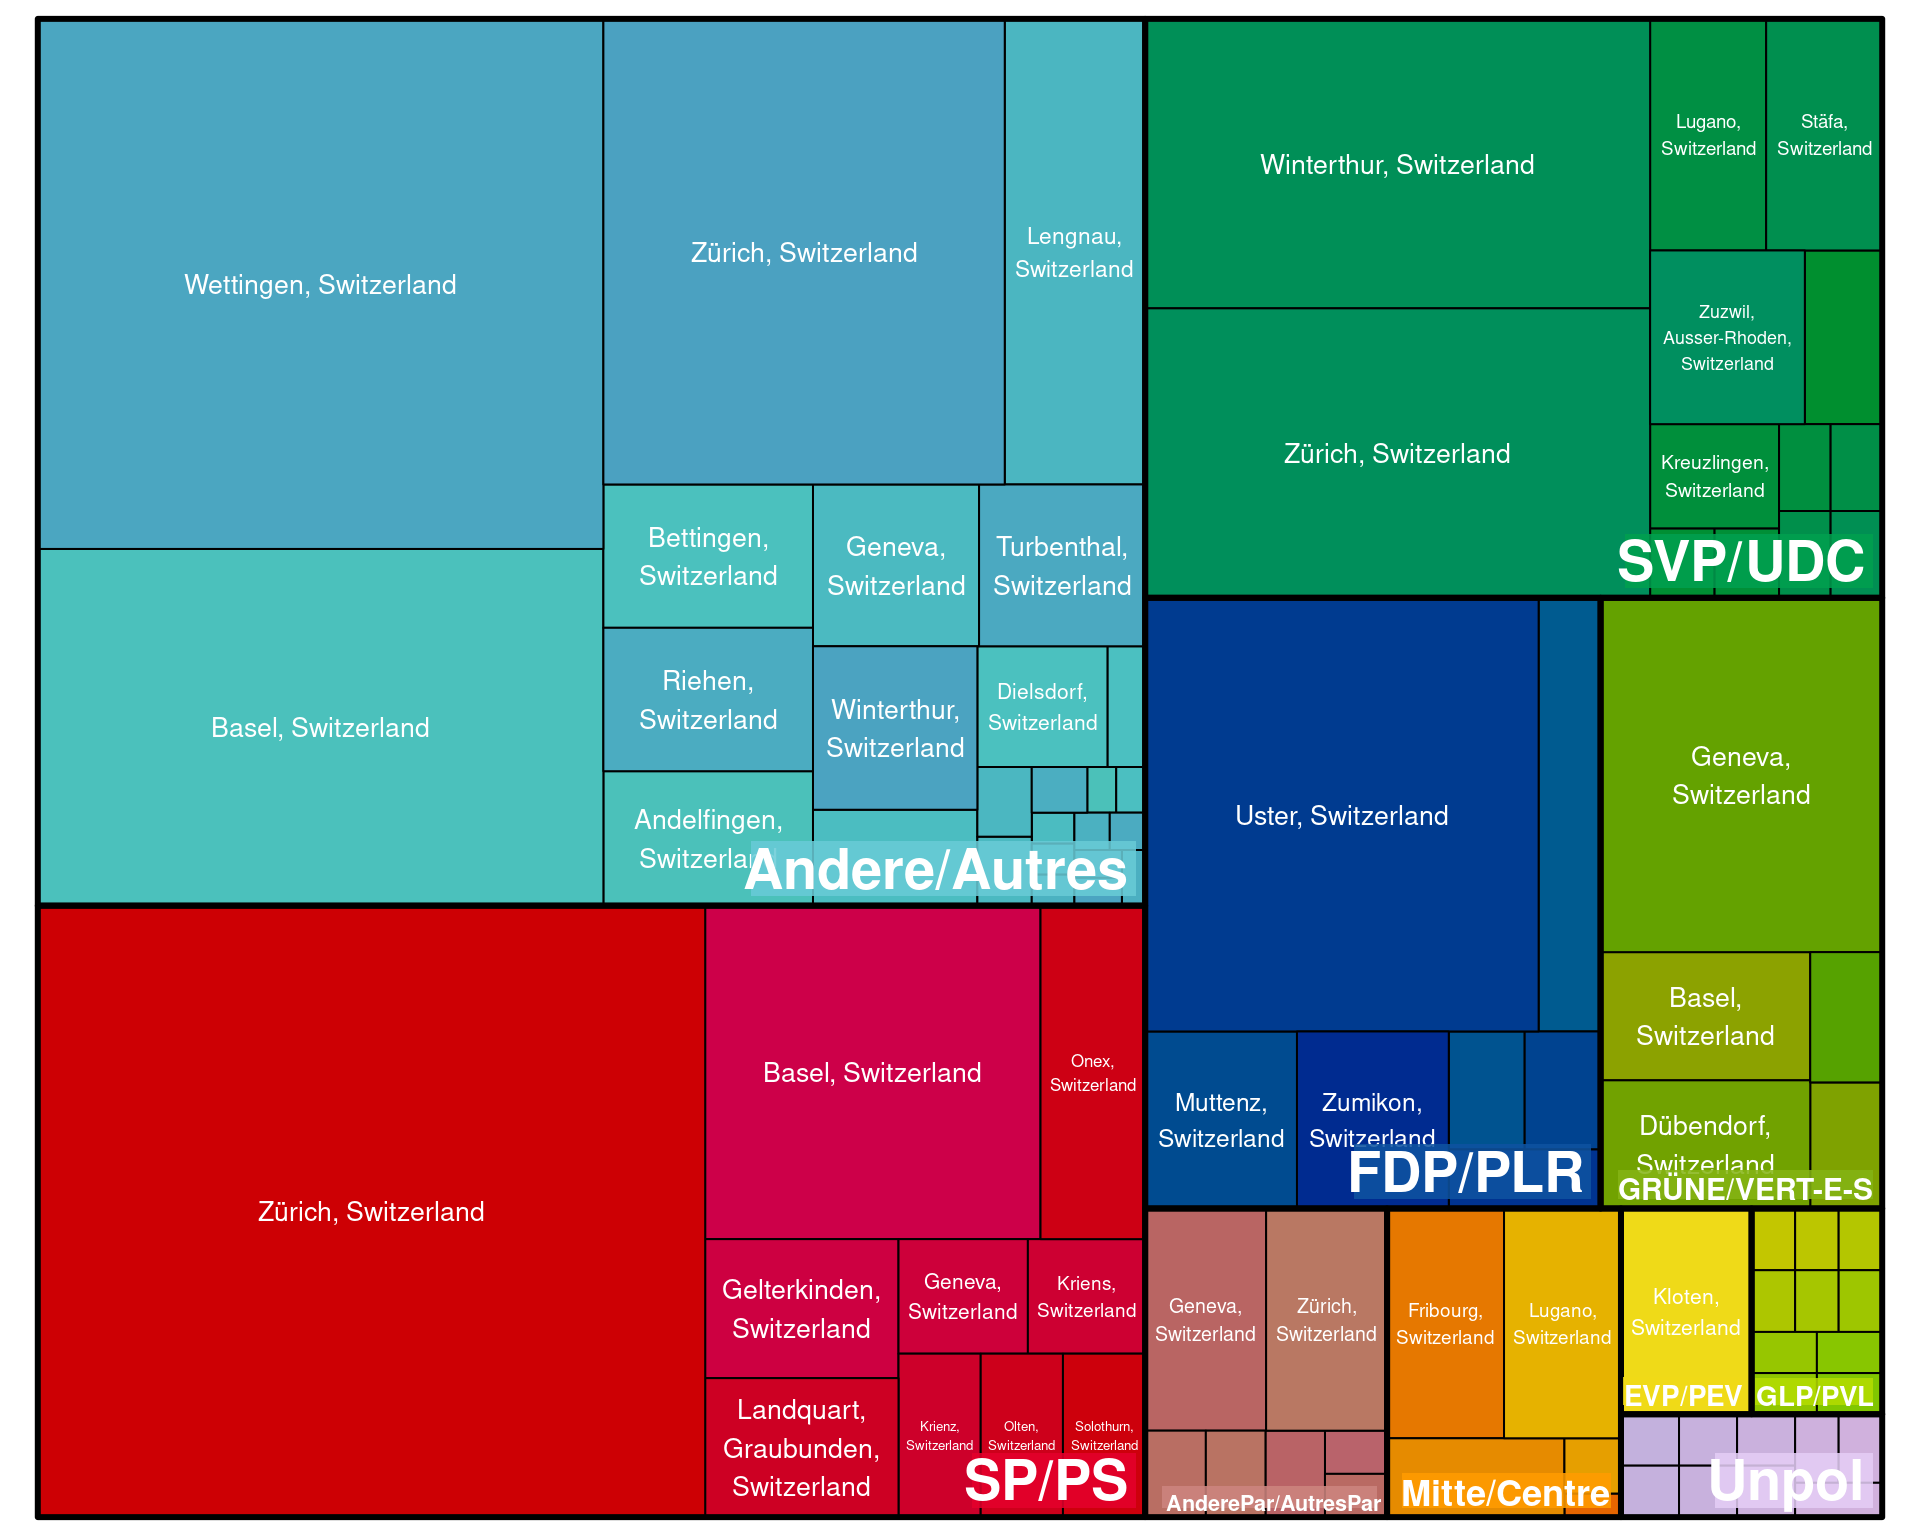 Wettingen, Switzerland
Zürich, Switzerland
Lengnau,
Switzerland
Basel, Switzerland
Bettingen,
Switzerland
Geneva,
Switzerland
Turbenthal,
Switzerland
Riehen,
Switzerland
Winterthur,
Switzerland
Dielsdorf,
Switzerland
Andelfingen,
Switzerland
Andere/Autres
Winterthur, Switzerland
Lugano,
Switzerland
Stäfa,
Switzerland
Zürich, Switzerland
Zuzwil,
Ausser-Rhoden,
Switzerland
Kreuzlingen,
Switzerland
SVP/UDC
Zürich, Switzerland
Basel, Switzerland
Onex,
Switzerland
Gelterkinden,
Switzerland
Geneva,
Switzerland
Kriens,
Switzerland
Landquart,
Graubunden,
Switzerland
Krienz,
Switzerland
Olten,
Switzerland
Solothurn,
Switzerland
SP/PS
Uster, Switzerland
Muttenz,
Switzerland
Zumikon,
Switzerland
FDP/PLR
Geneva,
Switzerland
Basel,
Switzerland
Dübendorf,
Switzerland
GRÜNE/VERT-E-S
Geneva,
Switzerland
Zürich,
Switzerland
AnderePar/AutresPar
Fribourg,
Switzerland
Lugano,
Switzerland
Mitte/Centre
Kloten,
Switzerland
EVP/PEV
GLP/PVL
Unpol